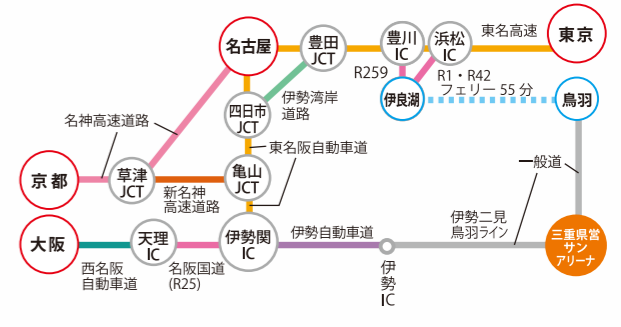 東名高速
東京
名古屋
豊田
JCT
豊川
IC
浜松
IC
R259
R1・R42
フェリー 55 分
伊良湖
鳥羽
伊勢湾岸
道路
四日市
JCT
名神高速道路
東名阪自動車道
京都
草津
JCT
新名神
高速道路
亀山
JCT
一般道
大阪
天理
IC
伊勢関
IC
伊勢自動車道
伊勢二見
鳥羽ライン
三重県営
サン
アリーナ
西名阪
自動車道
名阪国道
(R25)
伊
勢
IC